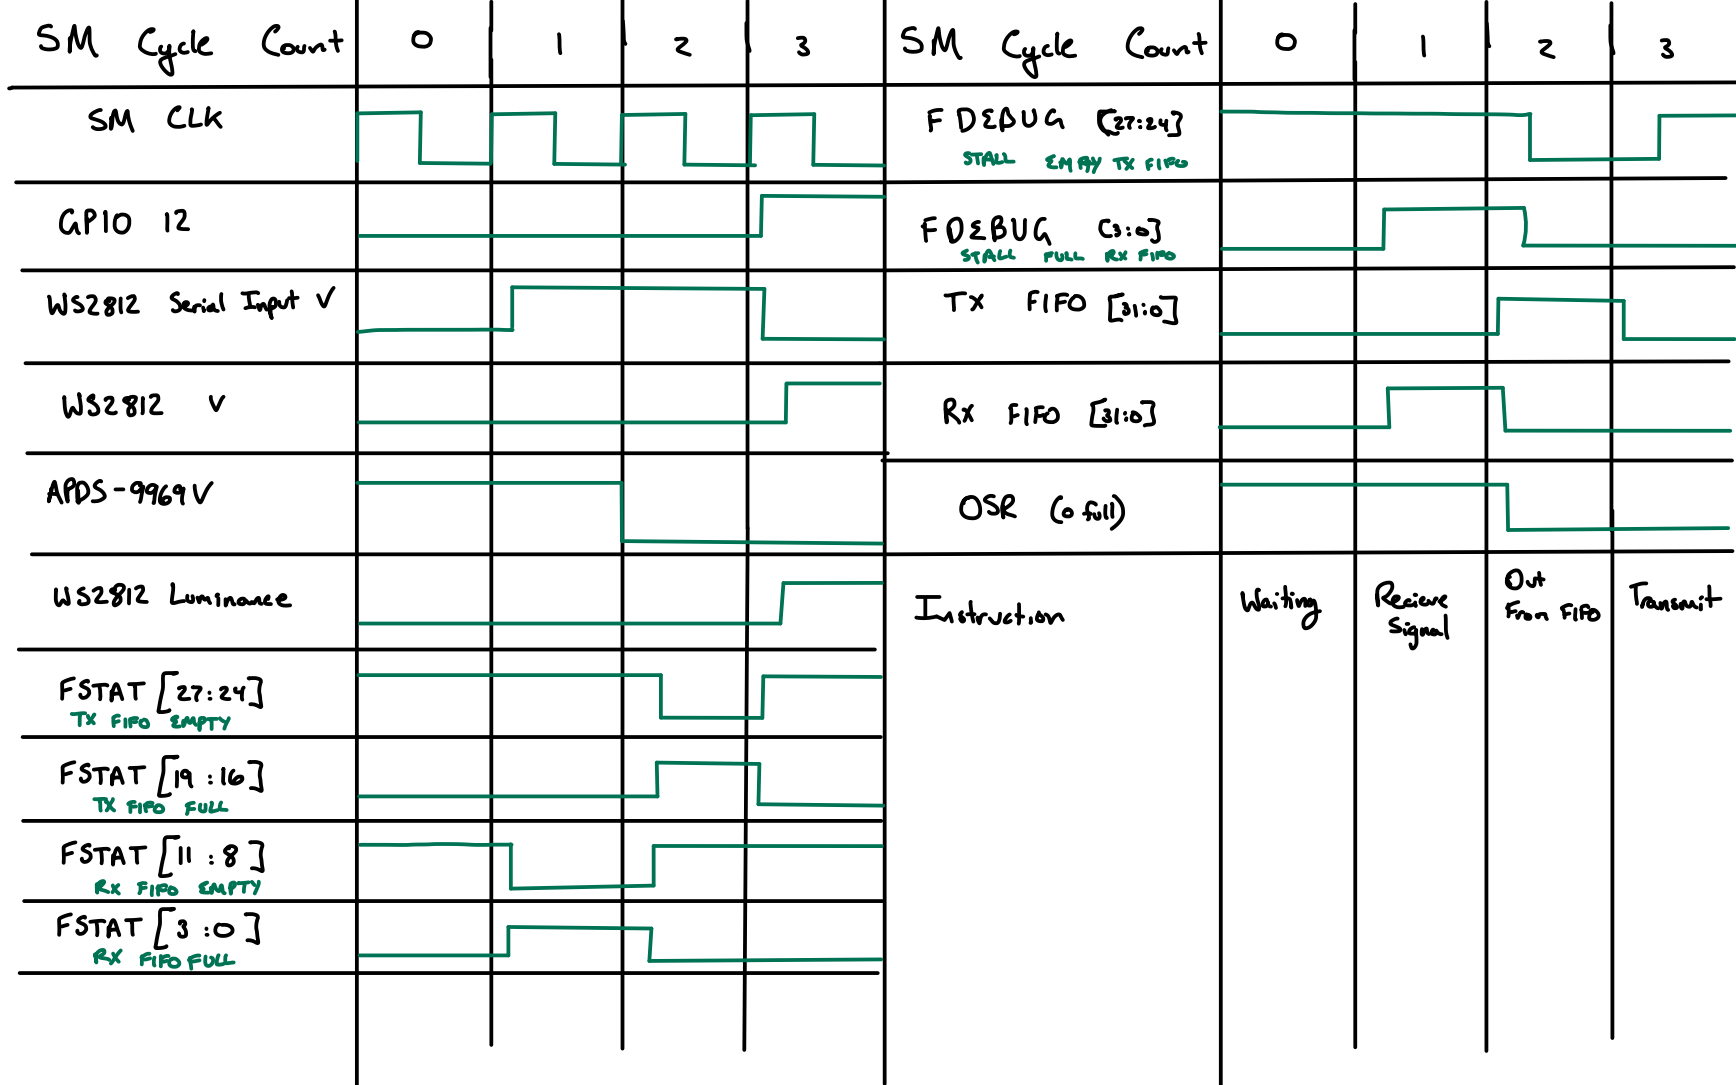 SM Cycle Count 0 1 2 3
SM CLK
GPIO 12
WS2812 Serial Input V
WS2812 V
APDS-9969 V
WS2812 Luminance
FSTAT [27:24]
TX FIFO EMPTY
FSTAT [19:16]
TX FIFO FULL
FSTAT [11:8]
RX FIFO EMPTY
FSTAT [3:0]
RX FIFO FULL
SM Cycle Count 0 1 2 3
FDEBUG [27:24]
STALL EMPTY TX FIFO
FDEBUG [3:0]
STALL FULL RX FIFO
TX FIFO [31:0]
RX FIFO [31:0]
OSR (0 full)
Instruction
Waiting
Recieve
Signal
Out
From FIFO
Transmit